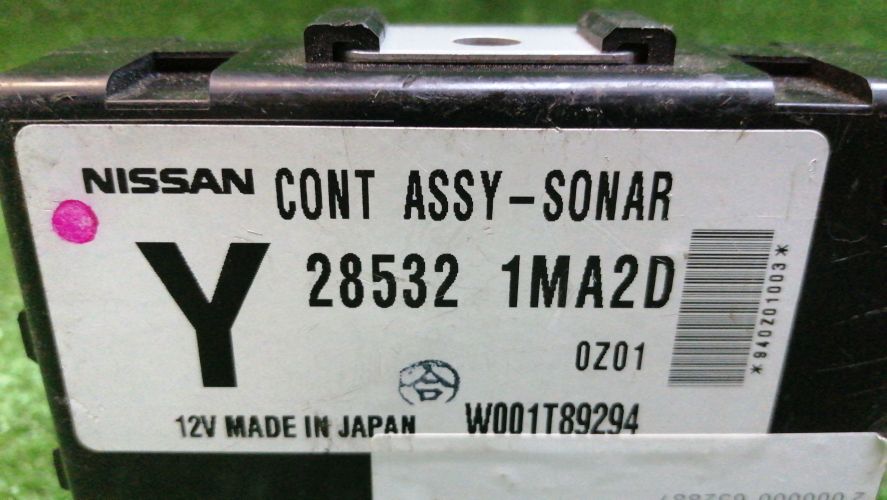 NISSAN CONT ASSY-SONAR
Y 28532 1MA2D
0Z01
*940Z01003*
合
12V MADE IN JAPAN W001T89294